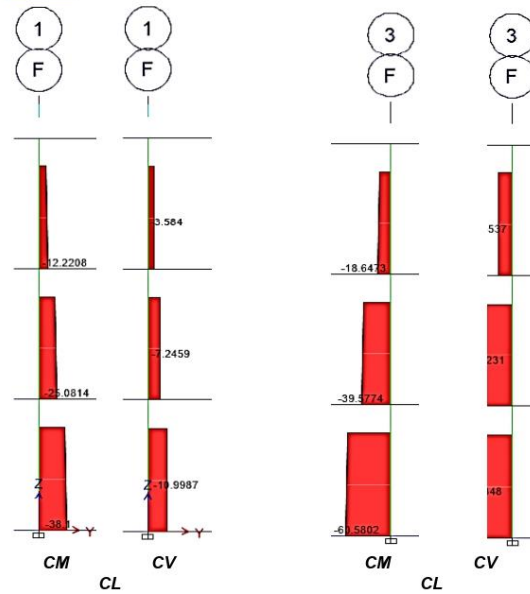 1 1 3 3
F F F F
-3.584 537
-12.2208 -18.6473
-7.2459 231
-25.0814 -39.5774
Z Z -10.9987 348
-38.1 Y Y -60.5802
CM CV CM CV
CL CL